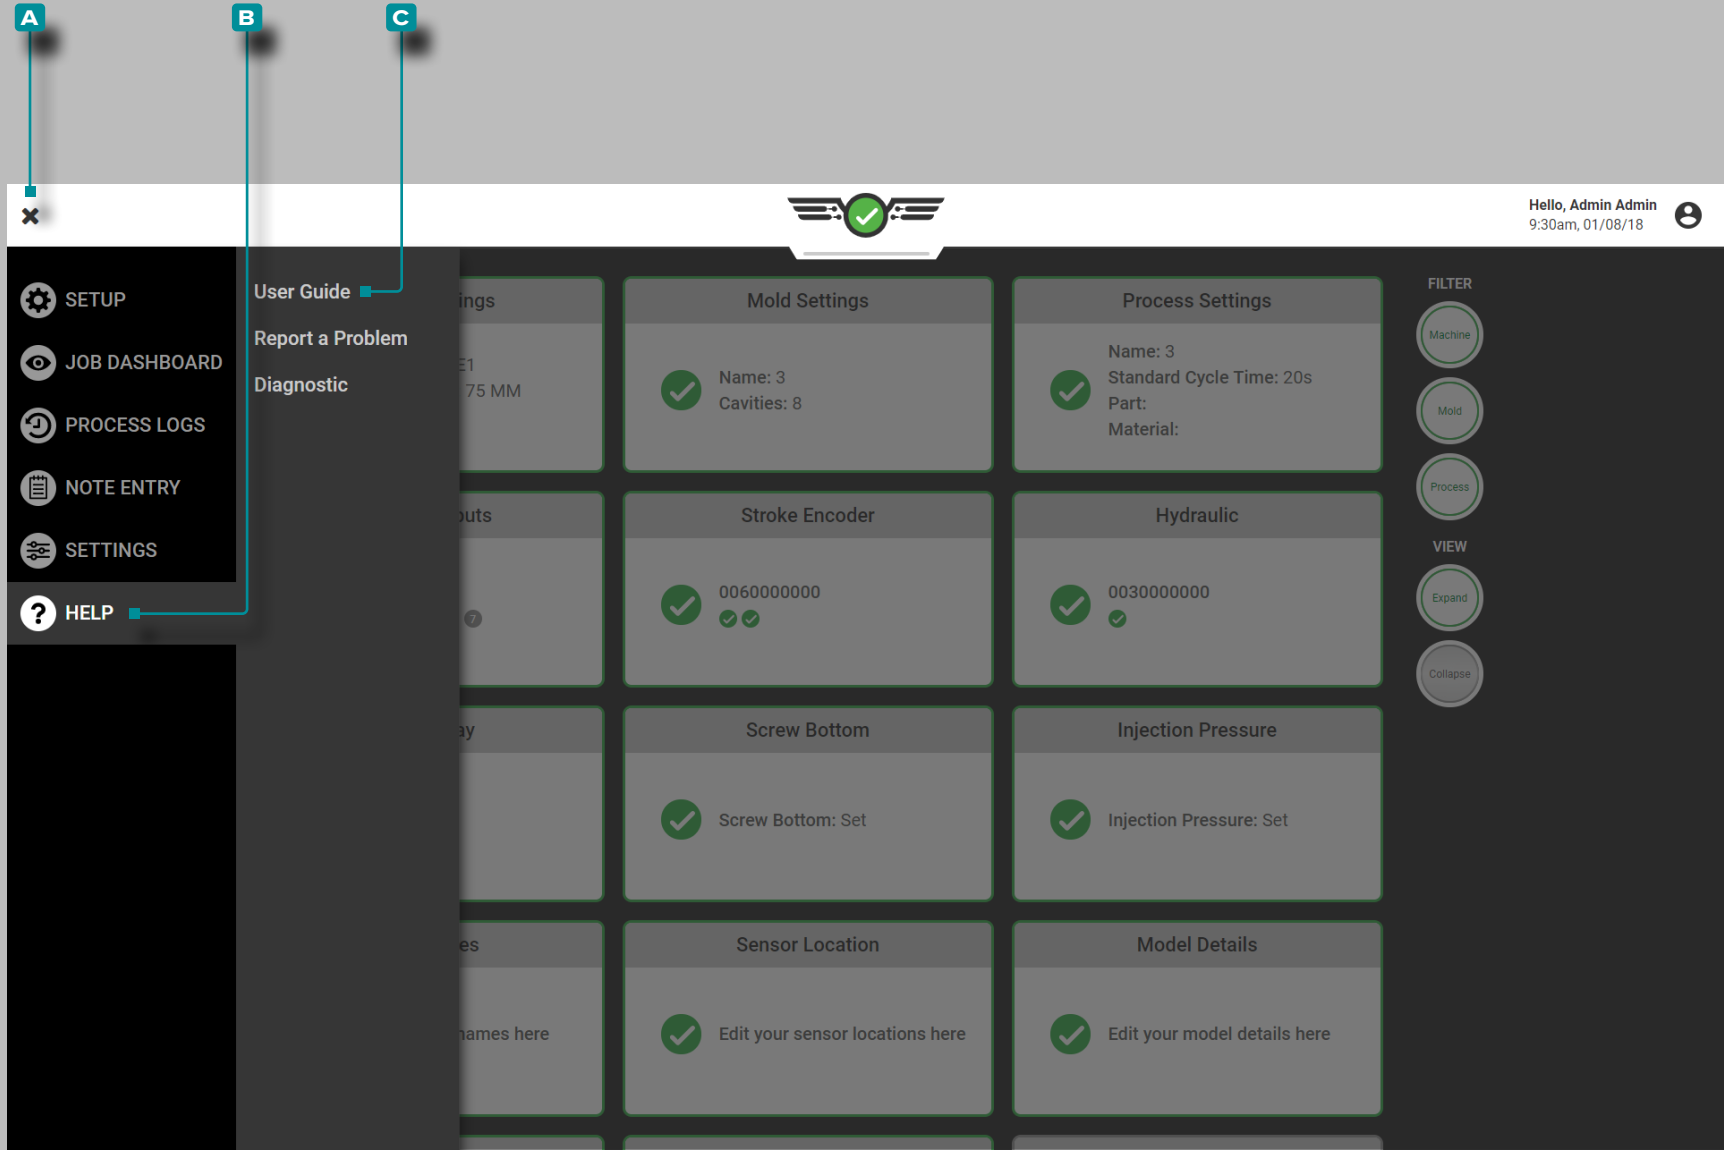 A
B
C
Hello, Admin Admin
9:30am, 01/08/18
SETUP
JOB DASHBOARD
PROCESS LOGS
NOTE ENTRY
SETTINGS
HELP
User Guide
Report a Problem
Diagnostic
ings
E1
75 MM
Mold Settings
Name: 3
Cavities: 8
Process Settings
Name: 3
Standard Cycle Time: 20s
Part:
Material:
FILTER
Machine
Mold
Process
VIEW
Expand
Collapse
puts
7
Stroke Encoder
0060000000
Hydraulic
0030000000
ay
Screw Bottom
Screw Bottom: Set
Injection Pressure
Injection Pressure: Set
es
names here
Sensor Location
Edit your sensor locations here
Model Details
Edit your model details here